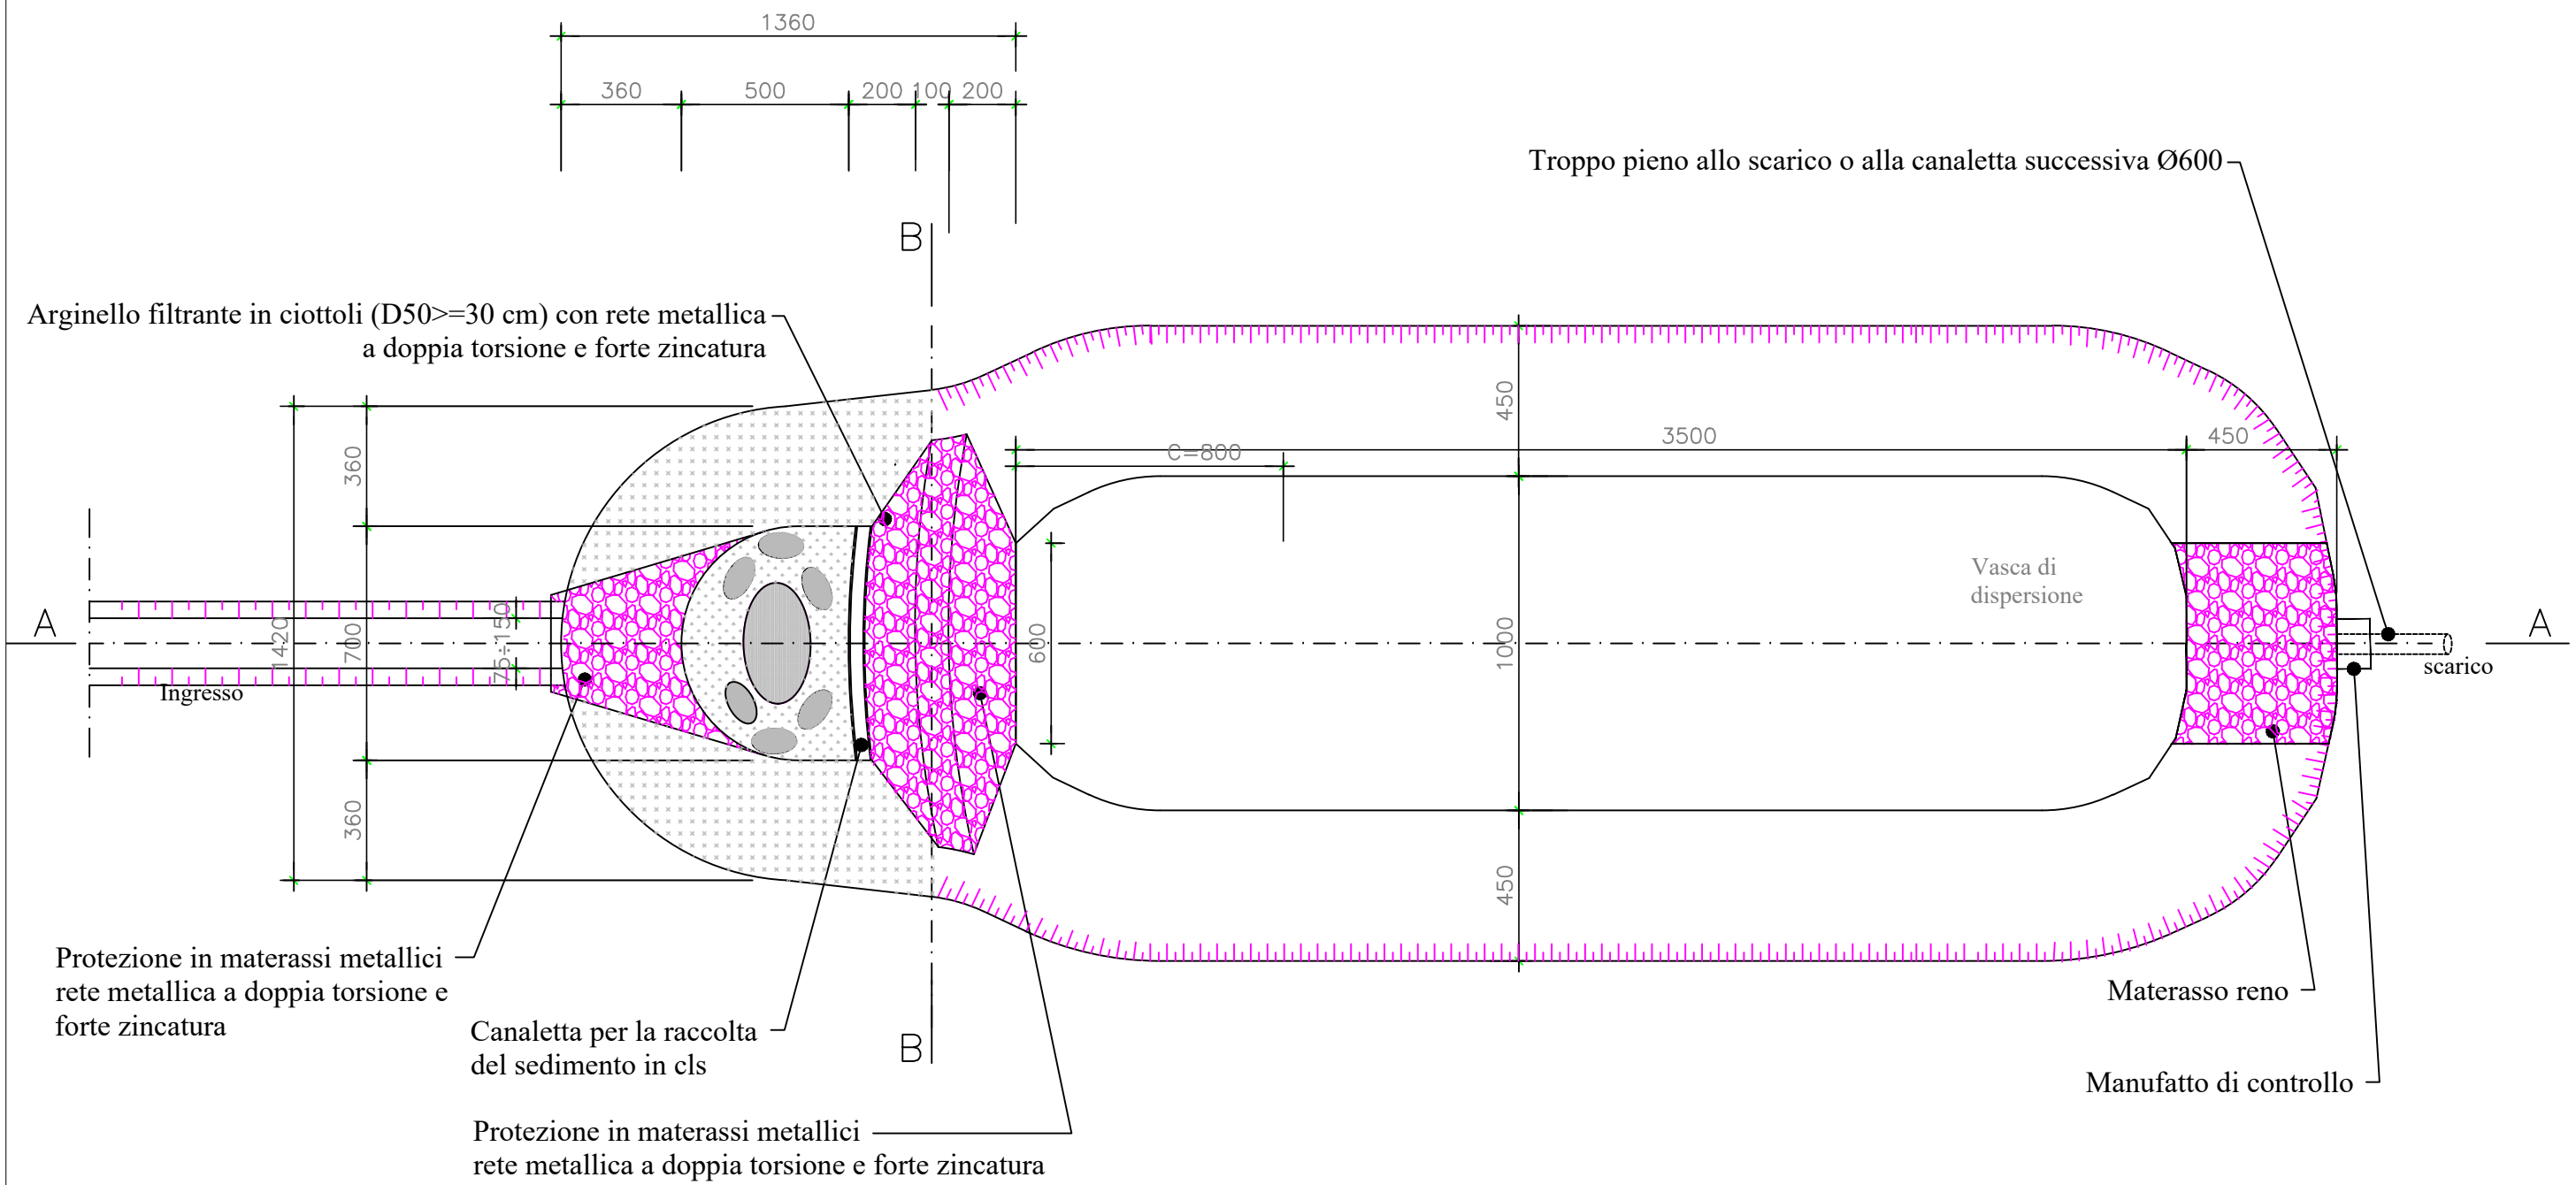 1360
360
500
200
100
200
Troppo pieno allo scarico o alla canaletta successiva Ø600
B
Arginello filtrante in ciottoli (D50>=30 cm) con rete metallica
a doppia torsione e forte zincatura
450
3500
450
C=800
360
Vasca di
dispersione
A
1420
700
75÷150
600
1000
A
Ingresso
scarico
360
450
Protezione in materassi metallici
rete metallica a doppia torsione e
forte zincatura
Canaletta per la raccolta
del sedimento in cls
B
Materasso reno
Manufatto di controllo
Protezione in materassi metallici
rete metallica a doppia torsione e forte zincatura